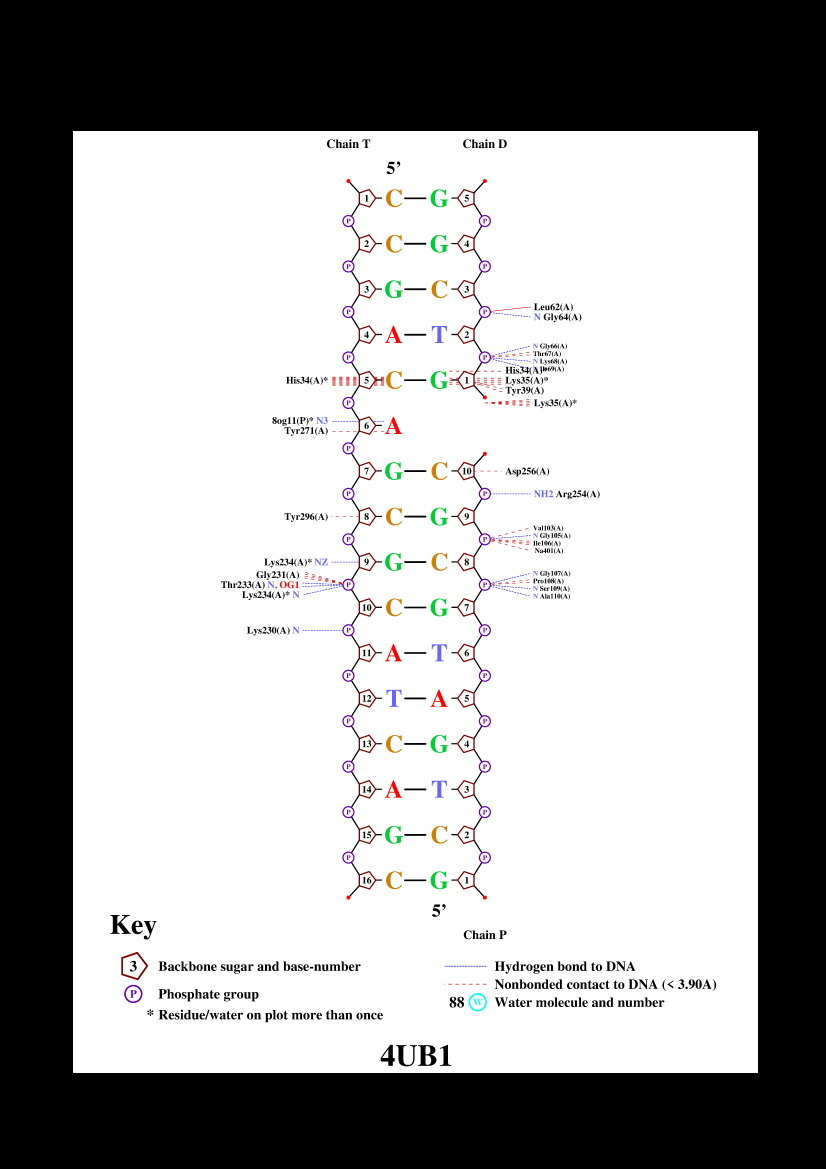 Chain T Chain D
5’
1 C G 5
P P
2 C G 4
P P
3 G C 3
P P Leu62(A)
N Gly64(A)
4 A T 2
P P N Gly66(A)
Thr67(A)
N Lys68(A)
His34(A)
His34(A)* 5 C G 1 Lys35(A)*
Tyr39(A)
P Lys35(A)*
8og11(P)* N3
6 A
Tyr271(A)
P
7 G C 10 Asp256(A)
P P NH2 Arg254(A)
Tyr296(A) 8 C G 9
P P Val103(A)
N Gly105(A)
Ile106(A)
Na401(A)
Lys234(A)* NZ 9 G C 8
Gly231(A) N Gly107(A)
Thr233(A) N, OG1 P P Pro108(A)
Lys234(A)* N N Ser109(A)
N Ala110(A)
10 C G 7
Lys230(A) N P P
11 A T 6
P P
12 T A 5
P P
13 C G 4
P P
14 A T 3
P P
15 G C 2
P P
16 C G 1
5’
Chain P
Key
3 Backbone sugar and base-number
P Phosphate group
* Residue/water on plot more than once
Hydrogen bond to DNA
Nonbonded contact to DNA (< 3.90A)
88 W Water molecule and number
4UB1